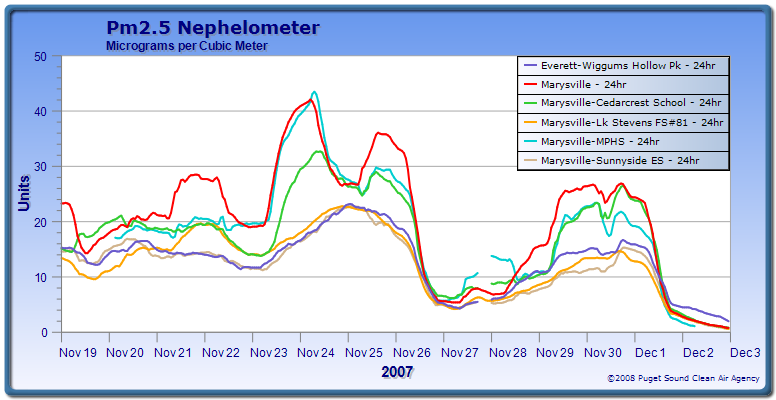 Pm2.5 Nephelometer
Micrograms per Cubic Meter
Everett-Wiggums Hollow Pk - 24hr
Marysville - 24hr
Marysville-Cedarcrest School - 24hr
Marysville-Lk Stevens FS#81 - 24hr
Marysville-MPHS - 24hr
Marysville-Sunnyside ES - 24hr
Units
50
40
30
20
10
0
Nov 19 Nov 20 Nov 21 Nov 22 Nov 23 Nov 24 Nov 25 Nov 26 Nov 27 Nov 28 Nov 29 Nov 30 Dec 1 Dec 2 Dec 3
2007
©2008 Puget Sound Clean Air Agency